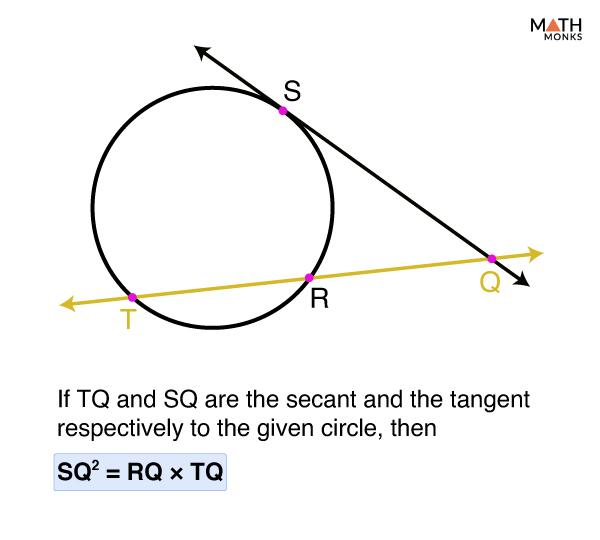 MATH
MONKS
S
R
Q
T
If TQ and SQ are the secant and the tangent
respectively to the given circle, then
SQ² = RQ × TQ